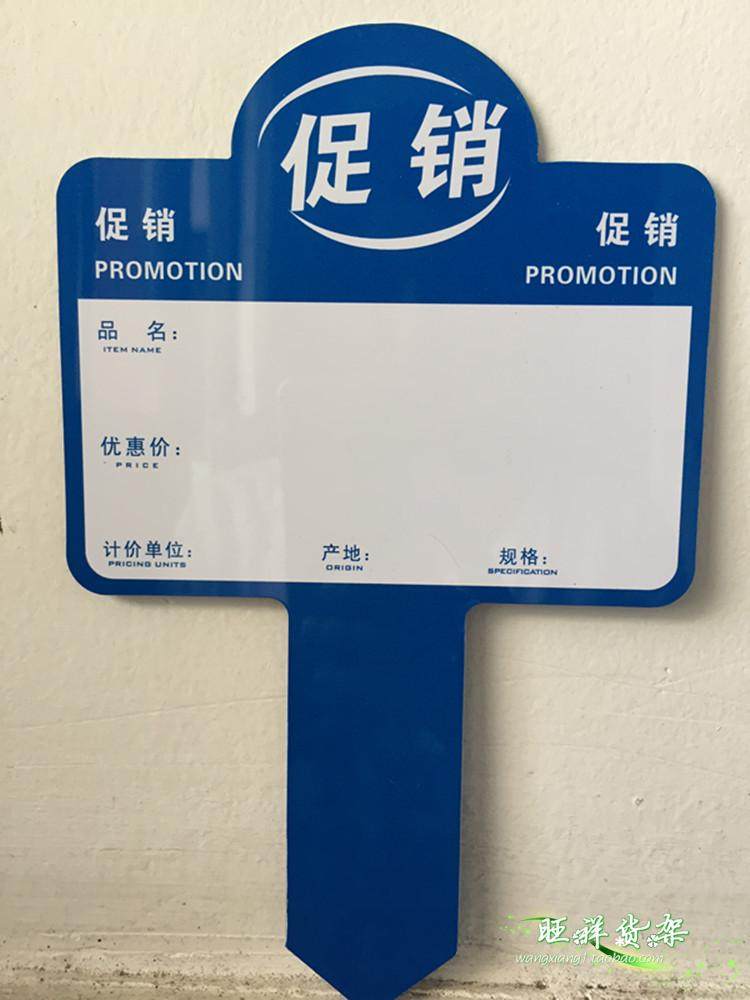 促销
促销 促销
PROMOTION PROMOTION
品 名：
ITEM NAME
优惠价：
PRICE
计价单位： 产地： 规格：
PRICING UNITS ORIGIN SPECIFICATION
旺祥货架
wangxiang1.taobao.com